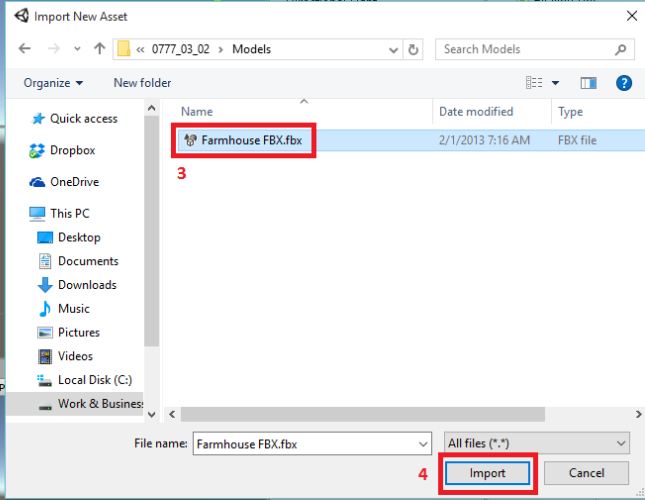 Import New Asset
« 0777_03_02 > Models
Search Models
Organize
New folder
?
Name
Date modified
Type
Quick access
Dropbox
OneDrive
This PC
Desktop
Documents
Downloads
Music
Pictures
Videos
Local Disk (C:)
Work & Busines
Farmhouse FBX.fbx
2/1/2013 7:16 AM
FBX file
3
File name:
Farmhouse FBX.fbx
All files (*.*)
4
Import
Cancel